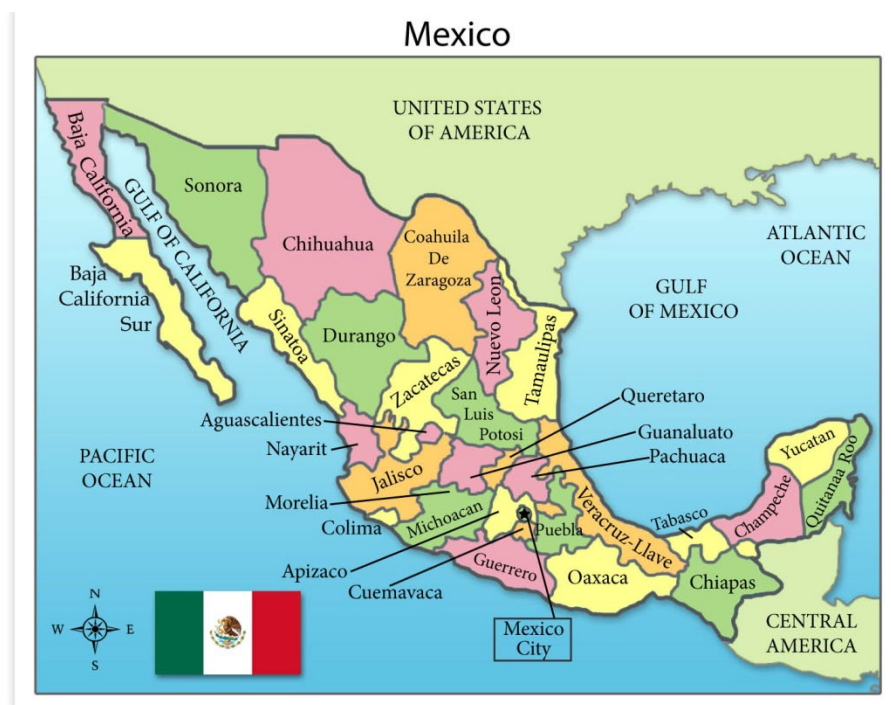 Mexico
UNITED STATES
OF AMERICA
Baja California
Sonora
GULF OF CALIFORNIA
Chihuahua
Coahuila
De
Zaragoza
ATLANTIC
OCEAN
Baja
California
Sur
GULF
OF MEXICO
Sinatoa
Durango
Nuevo Leon
Tamaulipas
Zacatecas
San
Luis
Potosi
Queretaro
Aguascalientes
Nayarit
Guanaluato
Pachuaca
PACIFIC
OCEAN
Jalisco
Yucatan
Quitanaa Roo
Champeche
Morelia
Colima
Michoacan
Puebla
Veracruz-Llave
Tabasco
Apizaco
Cuemavaca
Guerrero
Oaxaca
Chiapas
N
W
E
S
Mexico
City
CENTRAL
AMERICA